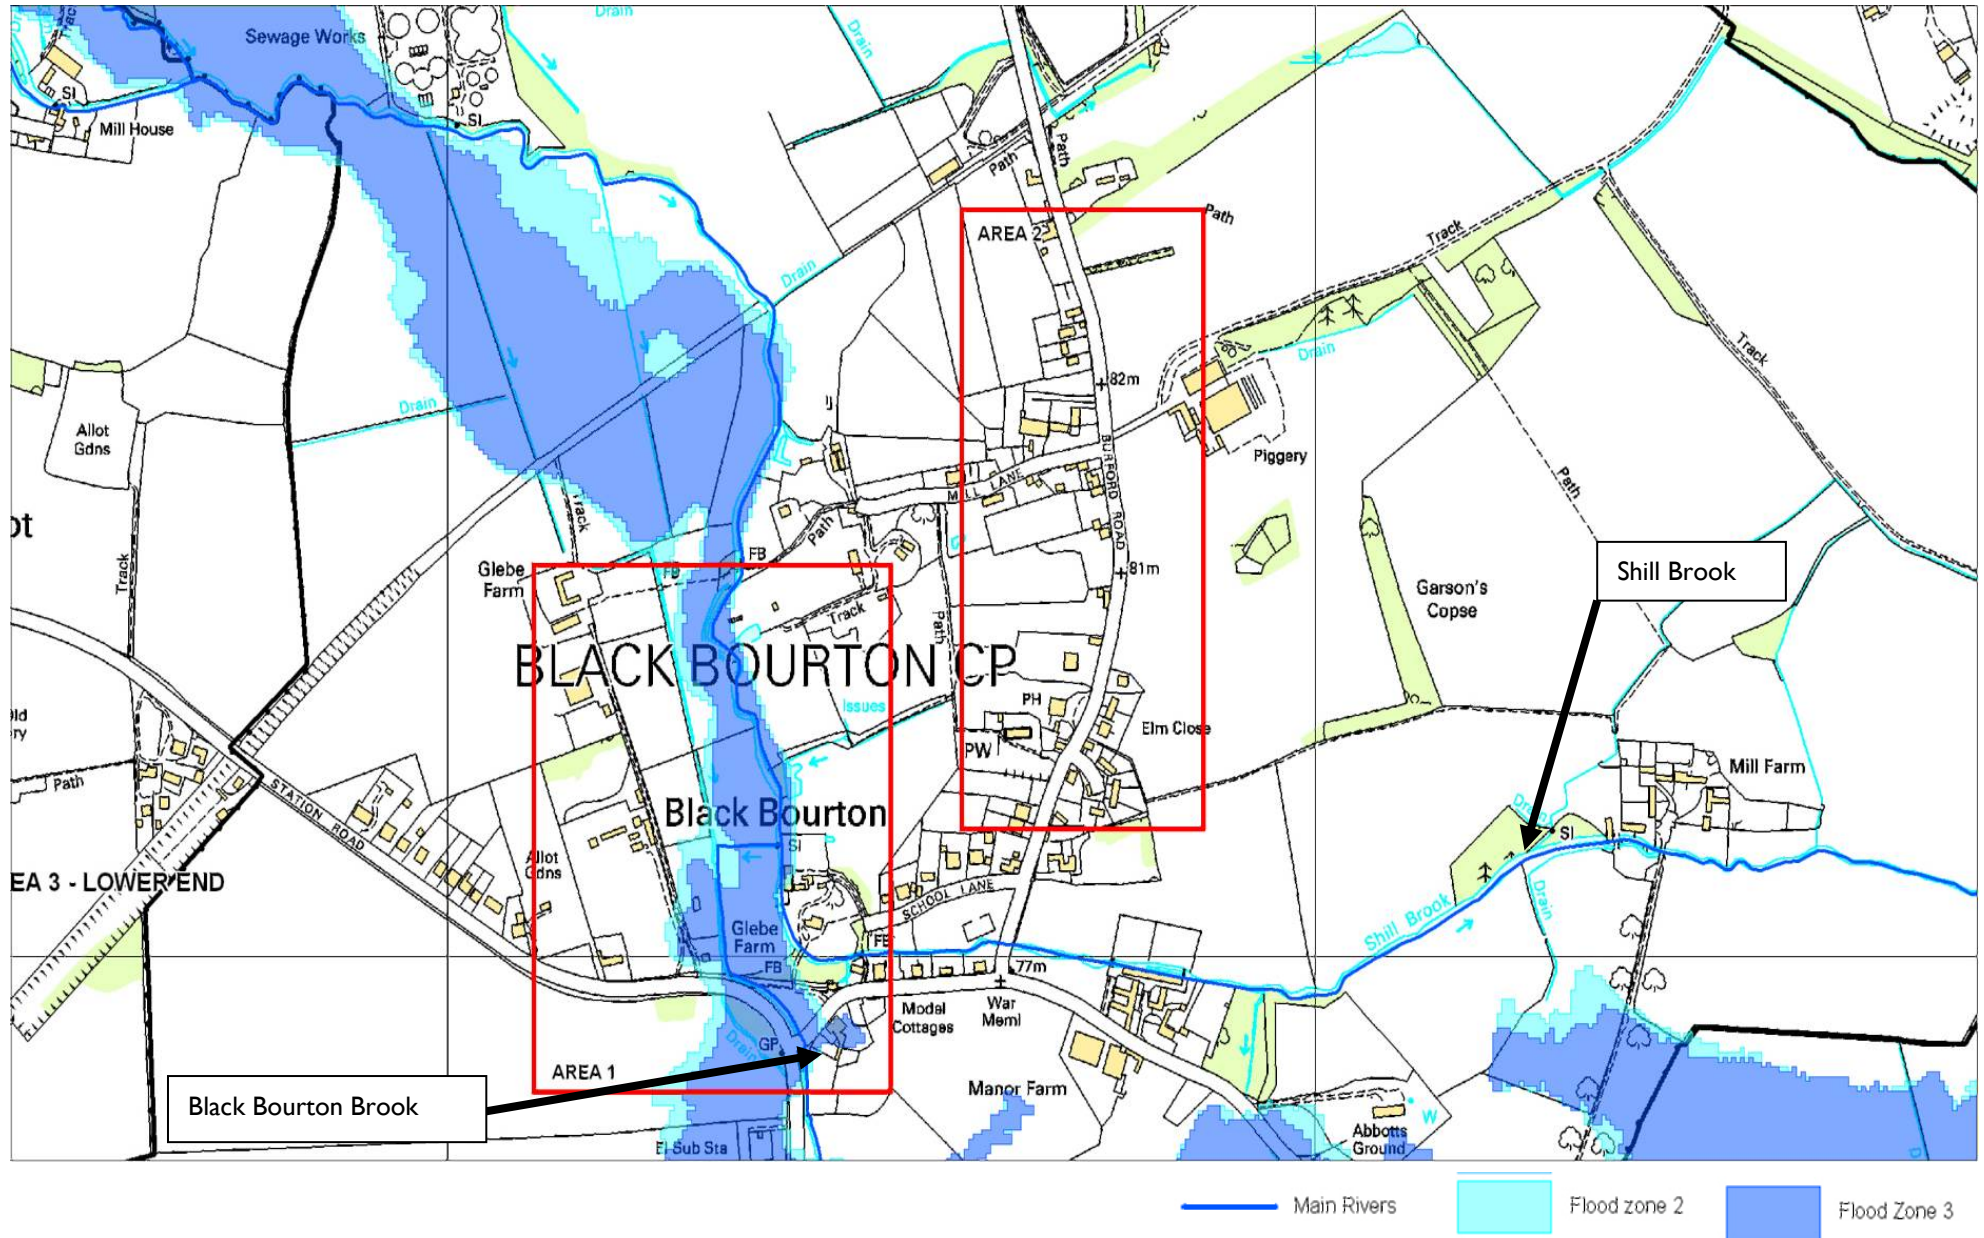 Drain
Sewage Works
Drain
SI
Mill House
SI
Path
Path
Path
AREA 2
Track
Drain
Drain
Track
82m
Drain
Allot
Gdns
BURFORD ROAD
Piggery
MILL LANE
Path
Track
Path
FB
Shill Brook
Glebe
Farm
FB
81m
Track
Garson's
Copse
Track
Path
BLACK BOURTON CP
PH
Issues
Elm Close
PW
Path
Mill Farm
STATION ROAD
Black Bourton
Drain
SI
SI
Allot
Gdns
EA 3 - LOWER END
SCHOOL LANE
Drain
Shill Brook
Glebe
Farm
FB
FB
77m
Model
Cottages
War
Meml
Drain
GP
AREA 1
Manor Farm
Black Bourton Brook
W
Abbotts
Ground
El Sub Sta
Main Rivers
Flood zone 2
Flood Zone 3